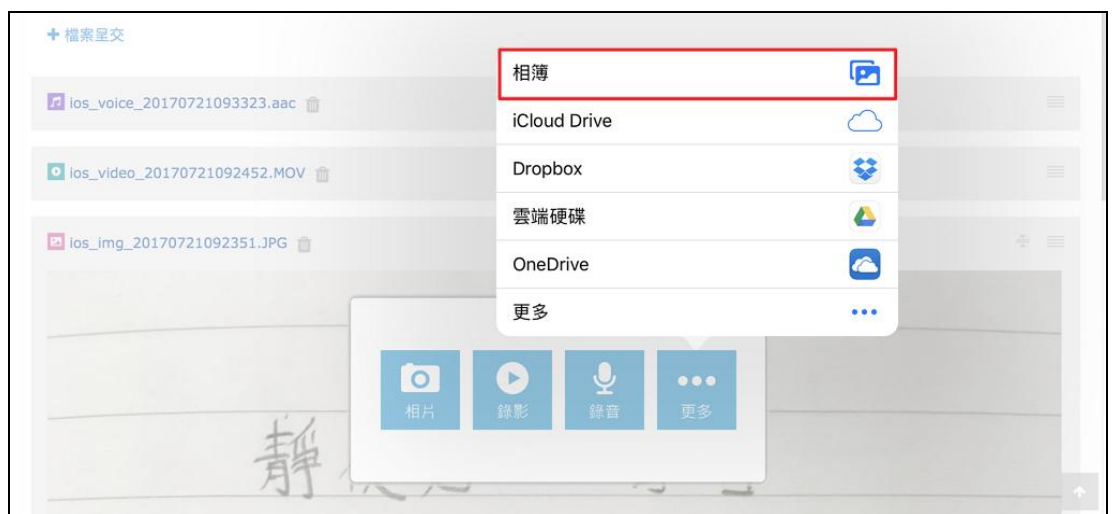 檔案呈交
ios_voice_20170721093323.aac
ios_video_20170721092452.MOV
ios_img_20170721092351.JPG
相簿
iCloud Drive
Dropbox
雲端硬碟
OneDrive
更多
相片
錄影
錄音
更多
靜